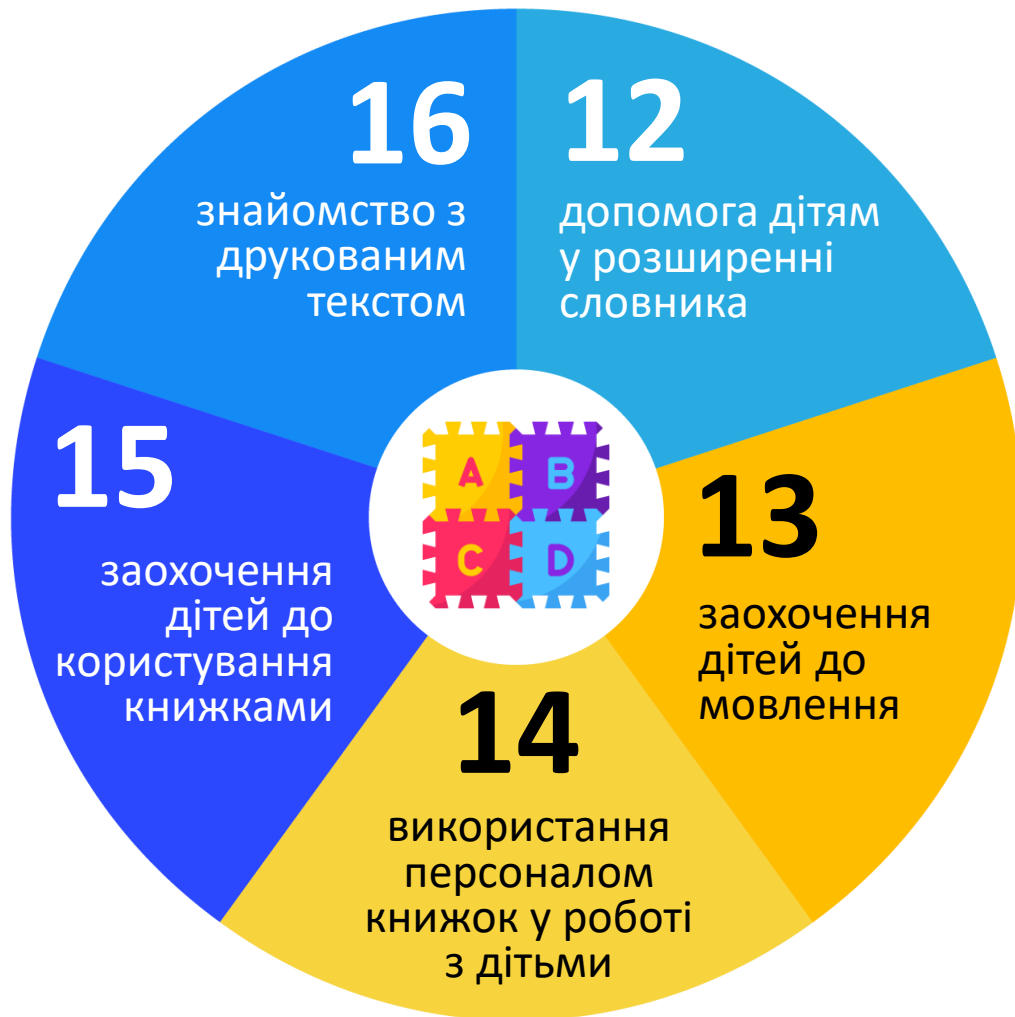 16
знайомство з
друкованим
текстом
12
допомога дітям
у розширенні
словника
15
заохочення
дітей до
користування
книжками
A
B
C
D
13
заохочення
дітей до
мовлення
14
використання
персоналом
книжок у роботі
з дітьми